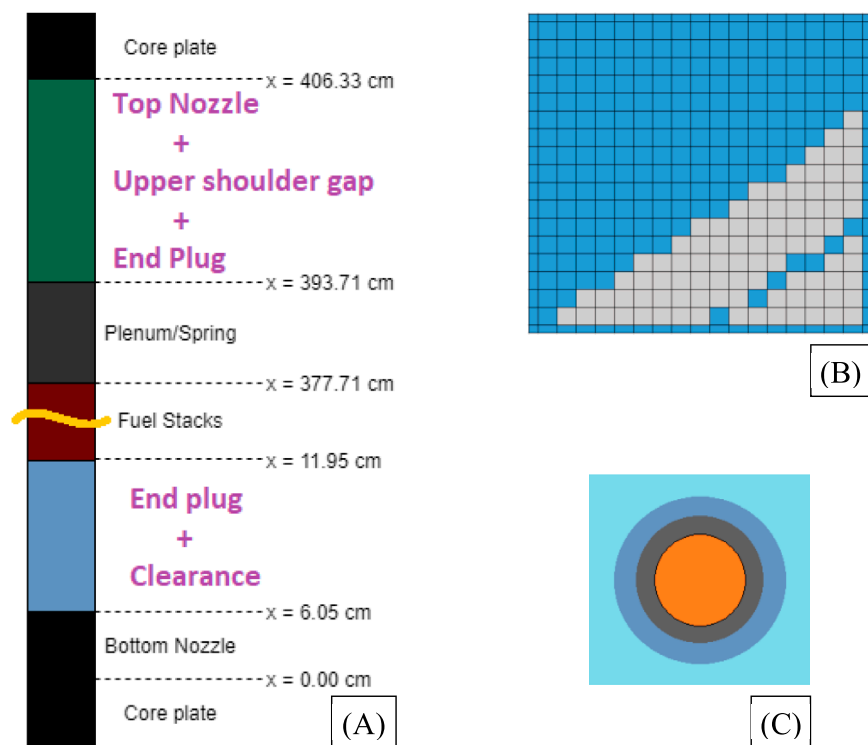 Core plate
x = 406.33 cm
Top Nozzle
+
Upper shoulder gap
+
End Plug
x = 393.71 cm
Plenum/Spring
x = 377.71 cm
Fuel Stacks
x = 11.95 cm
End plug
+
Clearance
x = 6.05 cm
Bottom Nozzle
x = 0.00 cm
Core plate
(A)
(B)
(C)